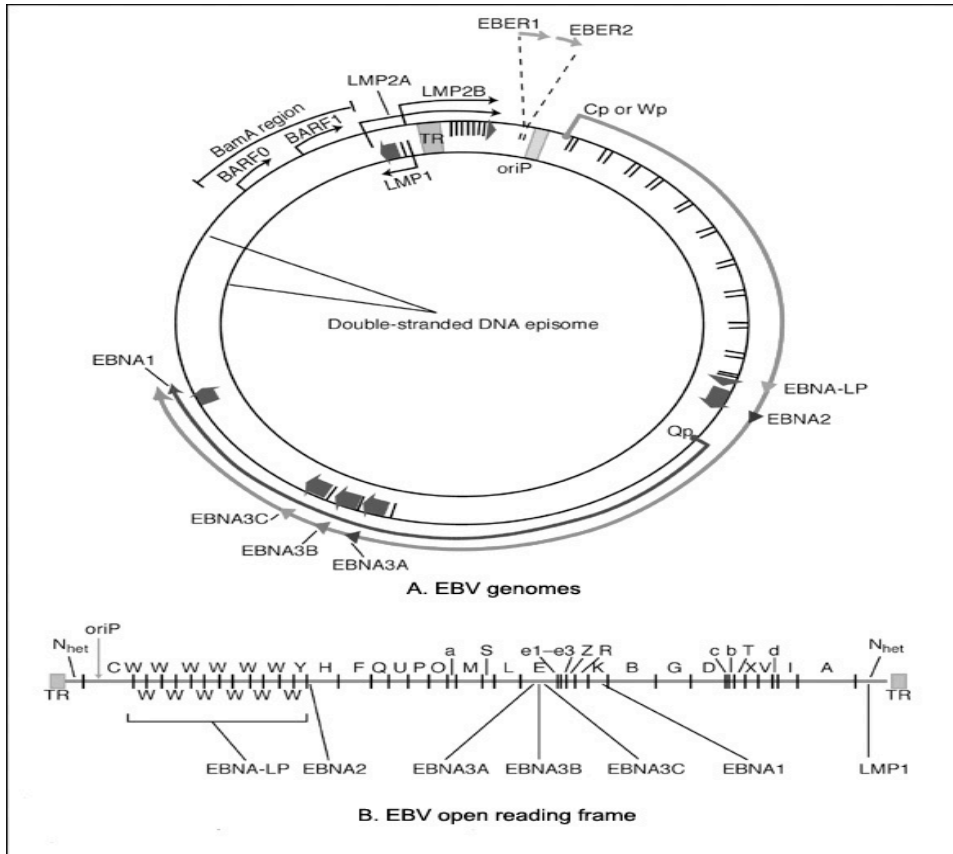 EBER1
EBER2
LMP2A
LMP2B
Cp or Wp
BamA region
BARF1
BARF0
TR
oriP
LMP1
Double-stranded DNA episome
EBNA1
EBNA-LP
EBNA2
Qp
EBNA3C
EBNA3B
EBNA3A
A. EBV genomes
oriP
Nhet a S e1–e3 Z R c b T d Nhet
C W W W W W W W Y H F Q U P O M L E K B G D X V I A
TR W W W W W W TR
EBNA-LP EBNA2 EBNA3A EBNA3B EBNA3C EBNA1 LMP1
B. EBV open reading frame